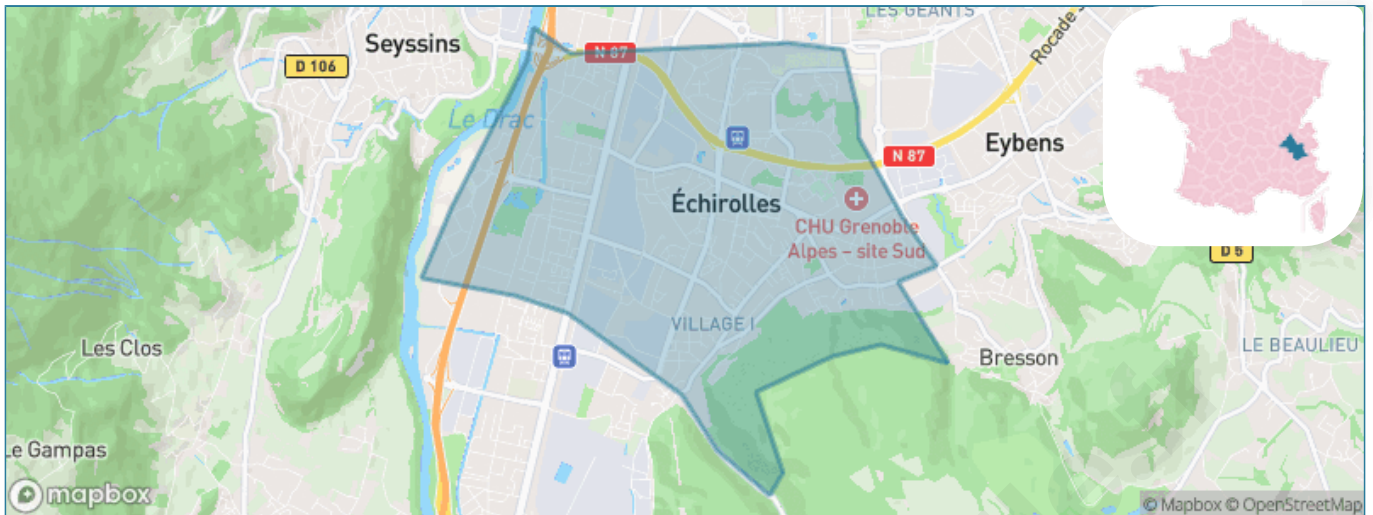 LES GÉANTS
Seyssins
N 87
Rocade
D 106
Le Drac
Eybens
N 87
Échirolles
CHU Grenoble
Alpes – site Sud
D 5
VILLAGE I
Les Clos
Bresson
LE BEAULIEU
Le Gampas
mapbox
© Mapbox © OpenStreetMap